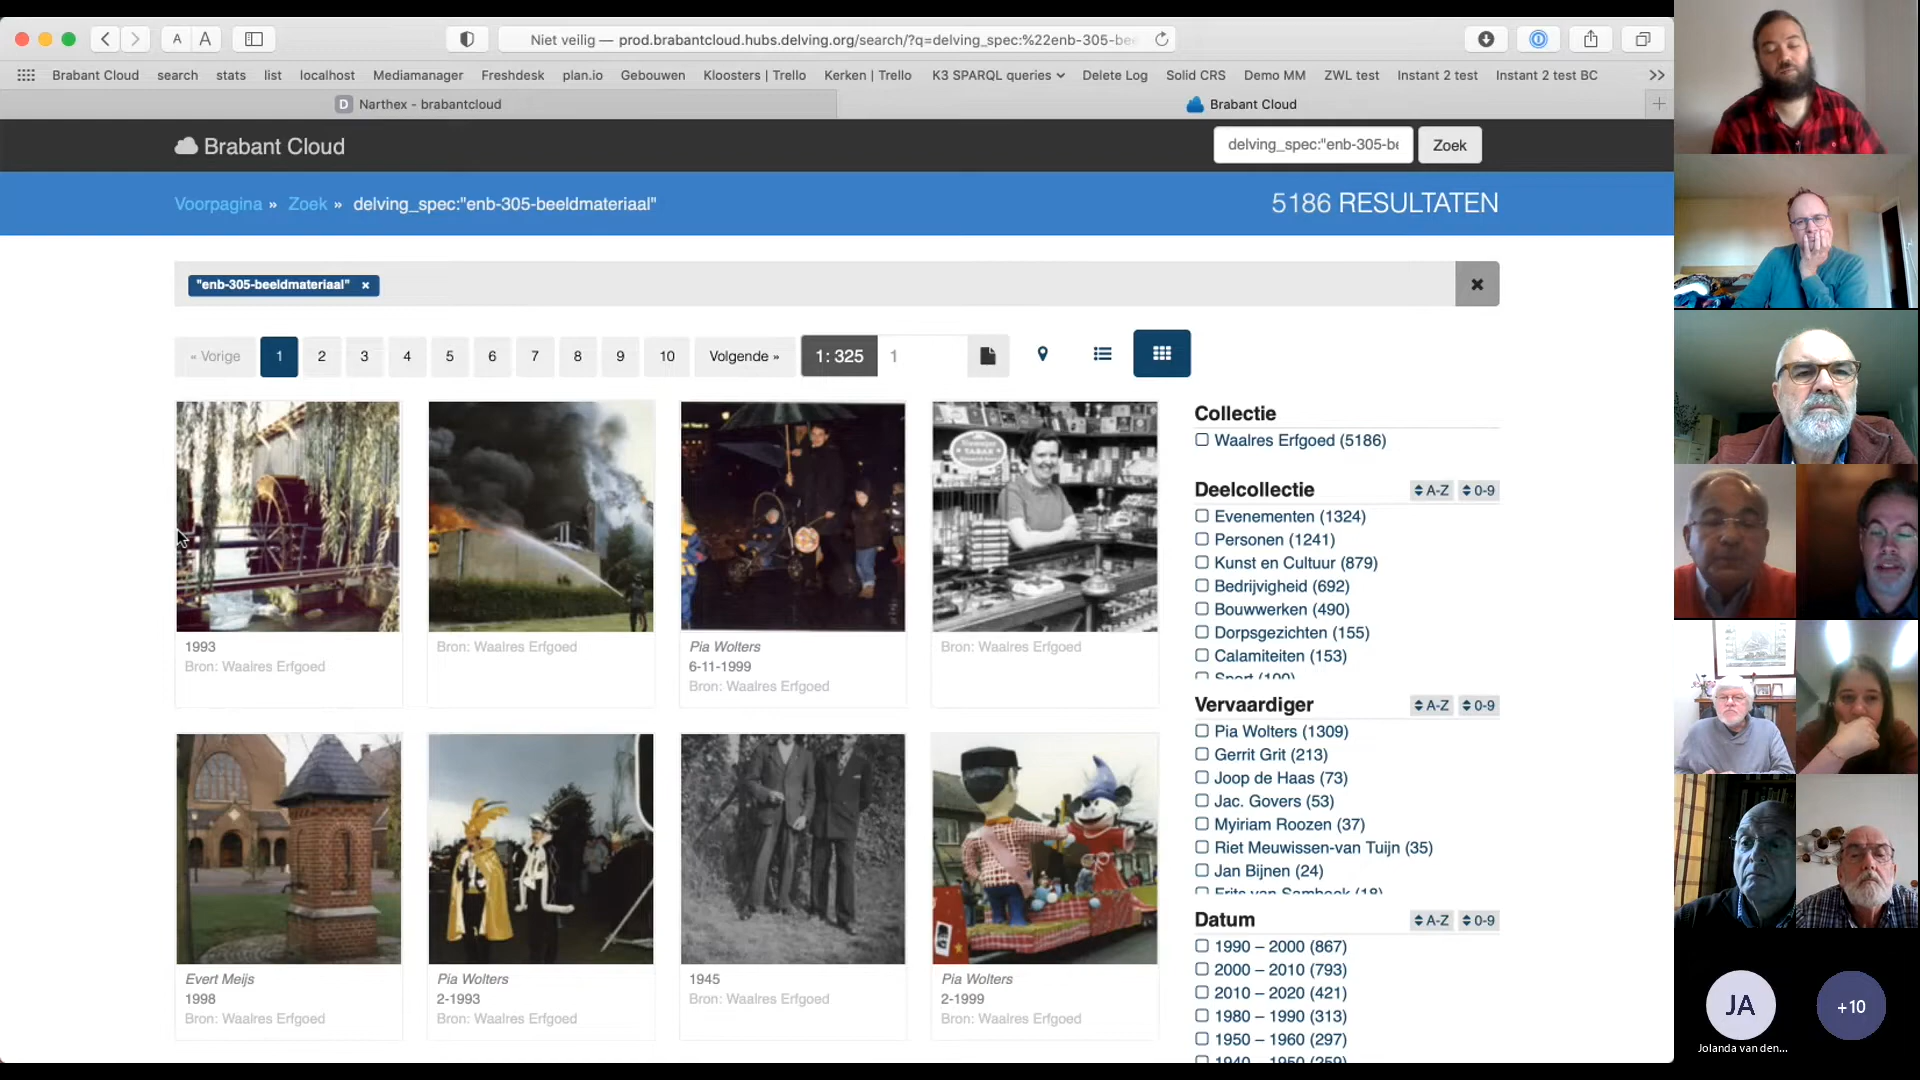 A A
Niet veilig — prod.brabantcloud.hubs.delving.org/search/?q=delving_spec:%22enb-305-be
Brabant Cloud search stats list localhost Mediamanager Freshdesk plan.io Gebouwen Kloosters | Trello Kerken | Trello K3 SPARQL queries Delete Log Solid CRS Demo MM ZWL test Instant 2 test Instant 2 test BC >>
D Narthex - brabantcloud
Brabant Cloud
Brabant Cloud
delving_spec:"enb-305-be
Zoek
Voorpagina » Zoek » delving_spec:"enb-305-beeldmateriaal"
5186 RESULTATEN
"enb-305-beeldmateriaal" ×
« Vorige 1 2 3 4 5 6 7 8 9 10 Volgende » 1: 325 1
TABAK
1993
Bron: Waalres Erfgoed
Bron: Waalres Erfgoed
Pia Wolters
6-11-1999
Bron: Waalres Erfgoed
Bron: Waalres Erfgoed
Evert Meijs
1998
Bron: Waalres Erfgoed
Pia Wolters
2-1993
Bron: Waalres Erfgoed
1945
Bron: Waalres Erfgoed
Pia Wolters
2-1999
Bron: Waalres Erfgoed
Collectie
Waalres Erfgoed (5186)
Deelcollectie A-Z 0-9
Evenementen (1324)
Personen (1241)
Kunst en Cultuur (879)
Bedrijvigheid (692)
Bouwwerken (490)
Dorpsgezichten (155)
Calamiteiten (153)
Sport (100)
Vervaardiger A-Z 0-9
Pia Wolters (1309)
Gerrit Grit (213)
Joop de Haas (73)
Jac. Govers (53)
Myiriam Roozen (37)
Riet Meuwissen-van Tuijn (35)
Jan Bijnen (24)
Frits van Sambeek (18)
Datum A-Z 0-9
1990 – 2000 (867)
2000 – 2010 (793)
2010 – 2020 (421)
1980 – 1990 (313)
1950 – 1960 (297)
1940 – 1950 (259)
JA
+10
Jolanda van den...